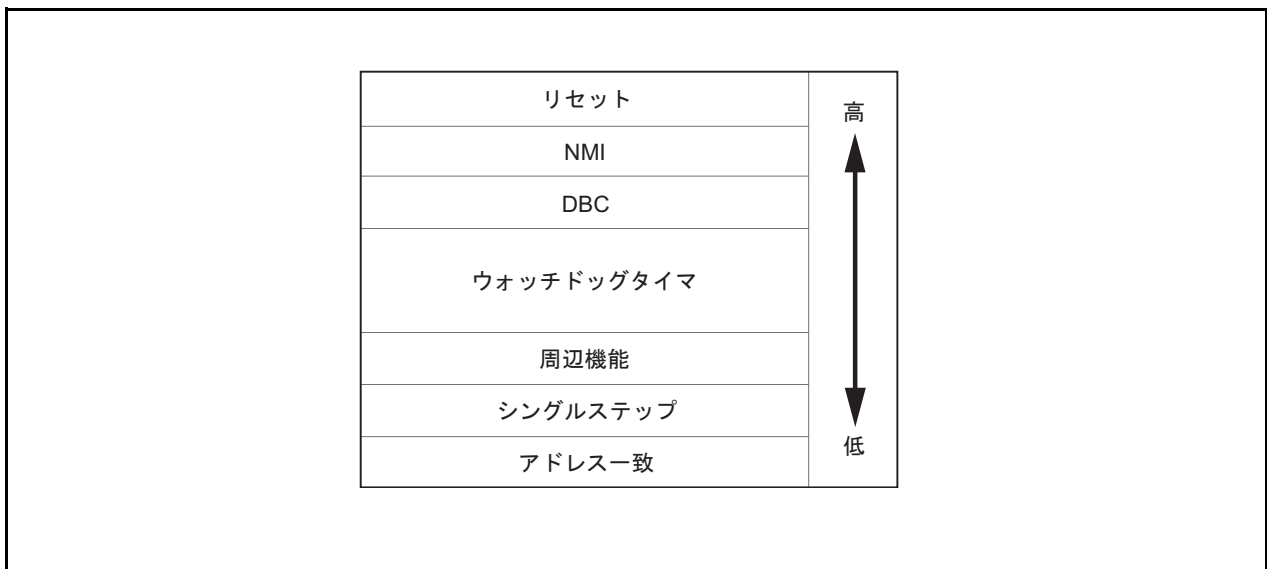 リセット
高
NMI
DBC
ウォッチドッグタイマ
周辺機能
シングルステップ
低
アドレス一致